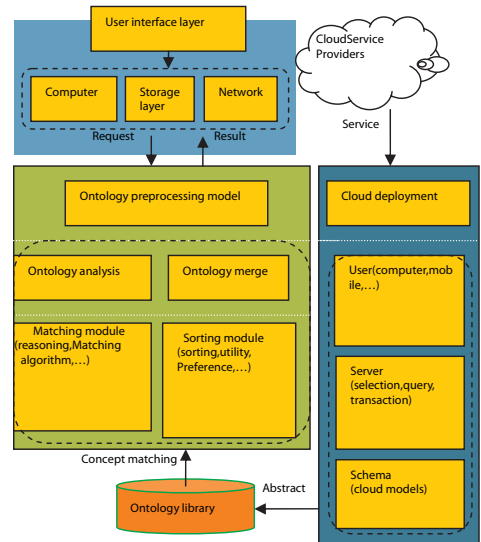 User interface layer
CloudService
Providers
Computer
Storage
layer
Network
Request
Result
Service
Ontology preprocessing model
Cloud deployment
Ontology analysis
Ontology merge
User(computer,mob
ile,...)
Matching module
(reasoning,Matching
algorithm,...)
Sorting module
(sorting,utility,
Preference,...)
Server
(selection,query,
transaction)
Concept matching
Schema
(cloud models)
Abstract
Ontology library